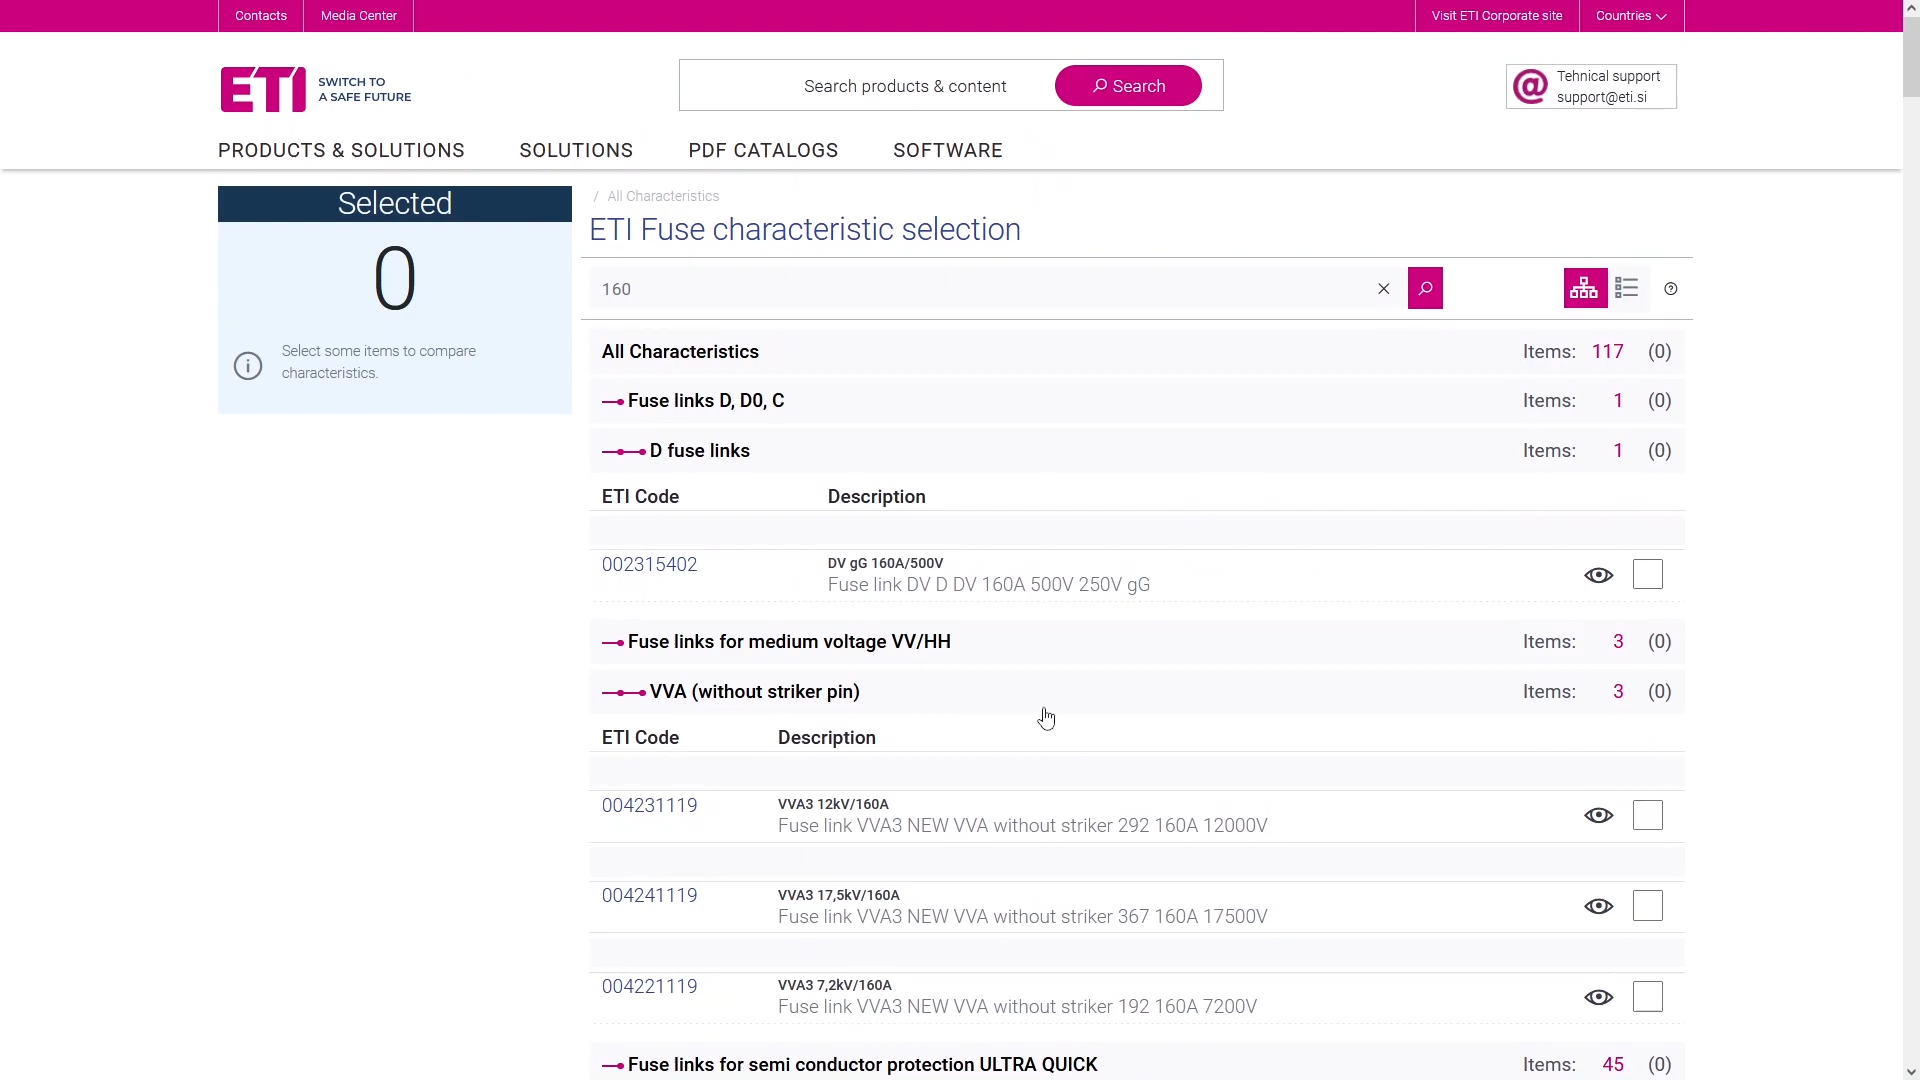 Contacts
Media Center
Visit ETI Corporate site
Countries
ETI
SWITCH TO
A SAFE FUTURE
Search products & content
Search
@
Tehnical support
support@eti.si
PRODUCTS & SOLUTIONS
SOLUTIONS
PDF CATALOGS
SOFTWARE
Selected
0
Select some items to compare
characteristics.
/ All Characteristics
ETI Fuse characteristic selection
160
All Characteristics Items: 117 (0)
Fuse links D, D0, C Items: 1 (0)
D fuse links Items: 1 (0)
ETI Code Description
002315402 DV gG 160A/500V
Fuse link DV D DV 160A 500V 250V gG
Fuse links for medium voltage VV/HH Items: 3 (0)
VVA (without striker pin) Items: 3 (0)
ETI Code Description
004231119 VVA3 12kV/160A
Fuse link VVA3 NEW VVA without striker 292 160A 12000V
004241119 VVA3 17,5kV/160A
Fuse link VVA3 NEW VVA without striker 367 160A 17500V
004221119 VVA3 7,2kV/160A
Fuse link VVA3 NEW VVA without striker 192 160A 7200V
Fuse links for semi conductor protection ULTRA QUICK Items: 45 (0)